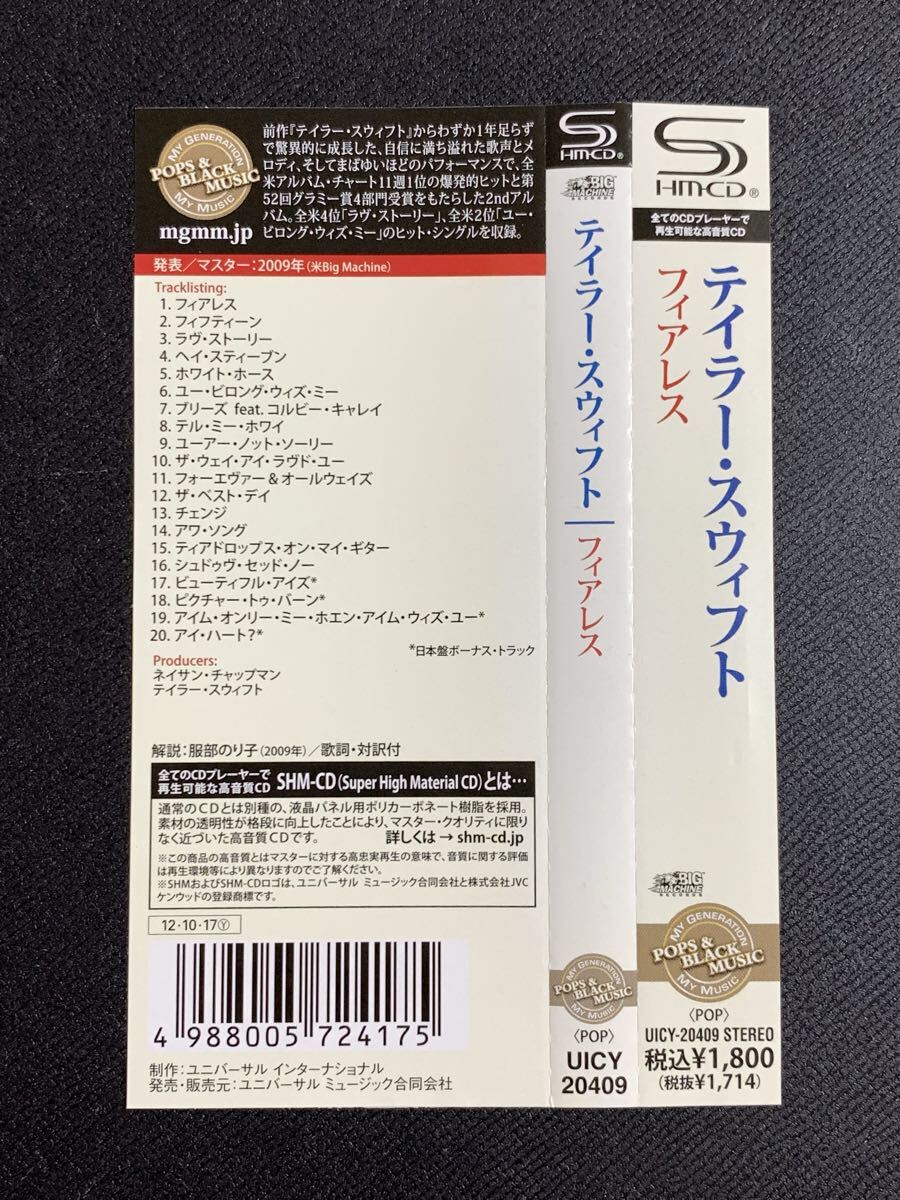 MY GENERATION
POPS & BLACK MUSIC
MY MUSIC
mgmm.jp
前作『テイラー・スウィフト』からわずか1年足らず
で驚異的に成長した、自信に満ち溢れた歌声とメ
ロディ、そしてまばゆいほどのパフォーマンスで、全
米アルバム・チャート11週1位の爆発的ヒットと第
52回グラミー賞4部門受賞をもたらした2ndアル
バム。全米4位「ラヴ・ストーリー」、全米2位「ユー・
ビロング・ウィズ・ミー」のヒット・シングルを収録。
発表／マスター：2009年（米Big Machine）
Tracklisting:
1. フィアレス
2. フィフティーン
3. ラヴ・ストーリー
4. ヘイ・スティーブン
5. ホワイト・ホース
6. ユー・ビロング・ウィズ・ミー
7. ブリーズ feat. コルビー・キャレイ
8. テル・ミー・ホワイ
9. ユーアー・ノット・ソーリー
10. ザ・ウェイ・アイ・ラヴド・ユー
11. フォーエヴァー＆オールウェイズ
12. ザ・ベスト・デイ
13. チェンジ
14. アワ・ソング
15. ティアドロップス・オン・マイ・ギター
16. シュドゥヴ・セッド・ノー
17. ビューティフル・アイズ*
18. ピクチャー・トゥ・バーン*
19. アイム・オンリー・ミー・ホエン・アイム・ウィズ・ユー*
20. アイ・ハート？*
*日本盤ボーナス・トラック
Producers:
ネイサン・チャップマン
テイラー・スウィフト
解説：服部のり子（2009年）／歌詞・対訳付
全てのCDプレーヤーで
再生可能な高音質CD
SHM-CD（Super High Material CD）とは…
通常のCDとは別種の、液晶パネル用ポリカーボネート樹脂を採用。
素材の透明性が格段に向上したことにより、マスター・クオリティに限り
なく近づいた高音質CDです。 詳しくは → shm-cd.jp
※この商品の高音質とはマスターに対する高忠実再生の意味で、音質に関する評価
は再生環境等により異なりますのでご了解ください。
※SHMおよびSHM-CDロゴは、ユニバーサル ミュージック合同会社と株式会社JVC
ケンウッドの登録商標です。
12・10・17Ⓨ
4 988005 724175
制作：ユニバーサル インターナショナル
発売・販売元：ユニバーサル ミュージック合同会社
SHM-CD®
BIG
MACHINE
RECORDS
テイラー・スウィフト｜フィアレス
MY GENERATION
POPS & BLACK MUSIC
MY MUSIC
〈POP〉
UICY
20409
SHM-CD®
全てのCDプレーヤーで
再生可能な高音質CD
テイラー・スウィフト
フィアレス
BIG
MACHINE
RECORDS
MY GENERATION
POPS & BLACK MUSIC
MY MUSIC
〈POP〉
UICY-20409 STEREO
税込¥1,800
(税抜¥1,714)